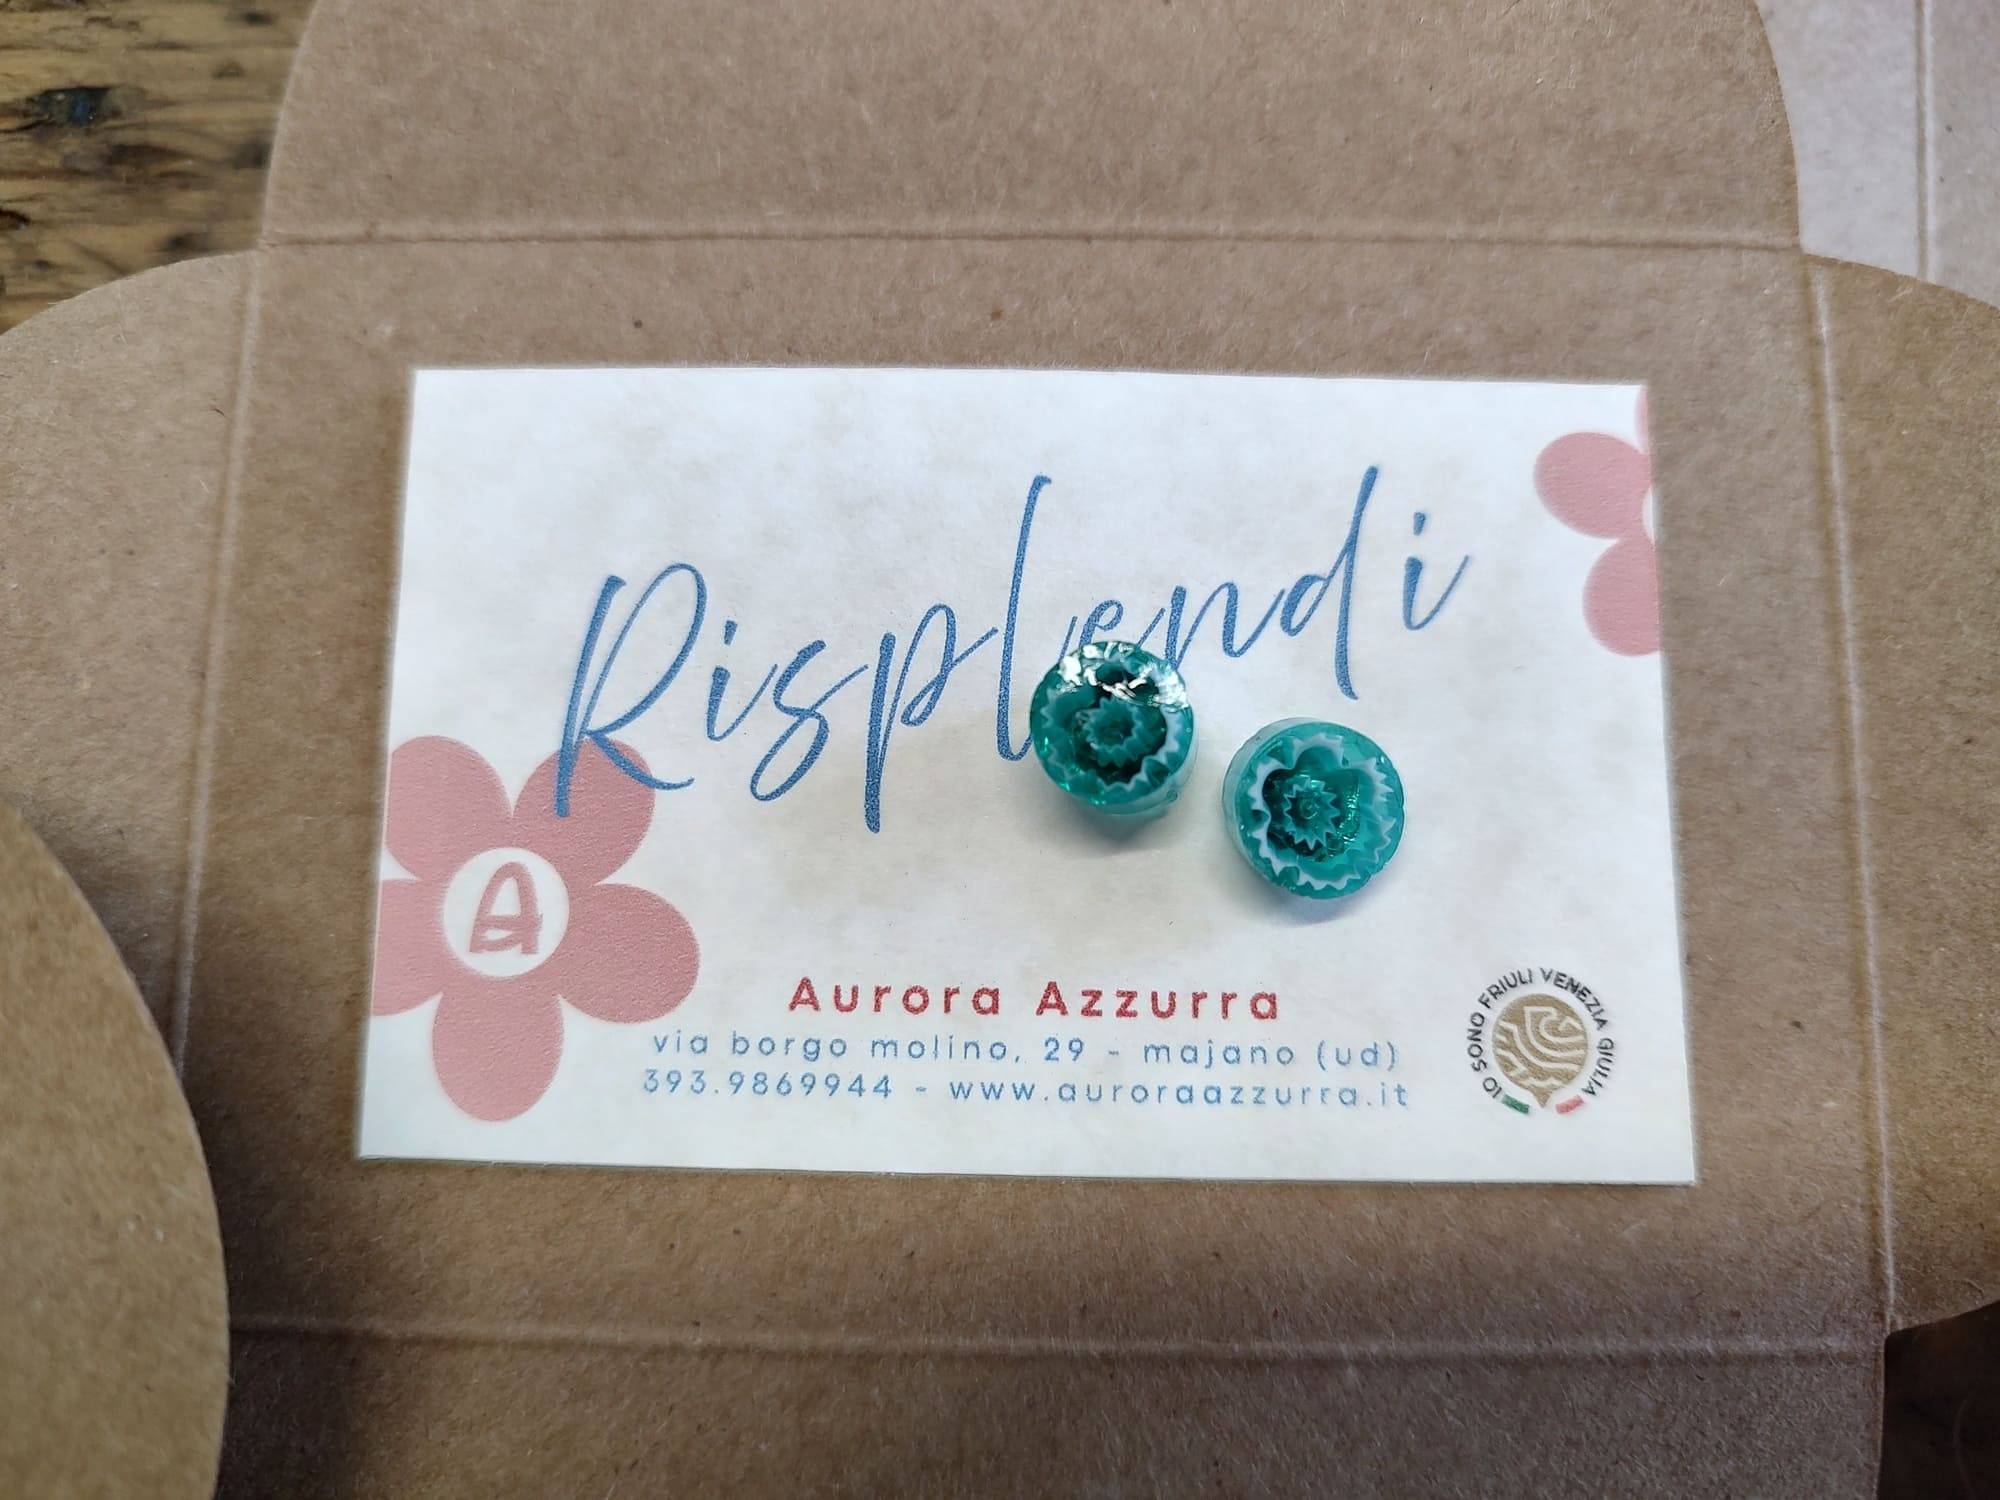 Risplendi
A
Aurora Azzurra
via borgo molino, 29 - majano (ud)
393.9869944 - www.auroraazzurra.it
IO SONO FRIULI VENEZIA GIULIA